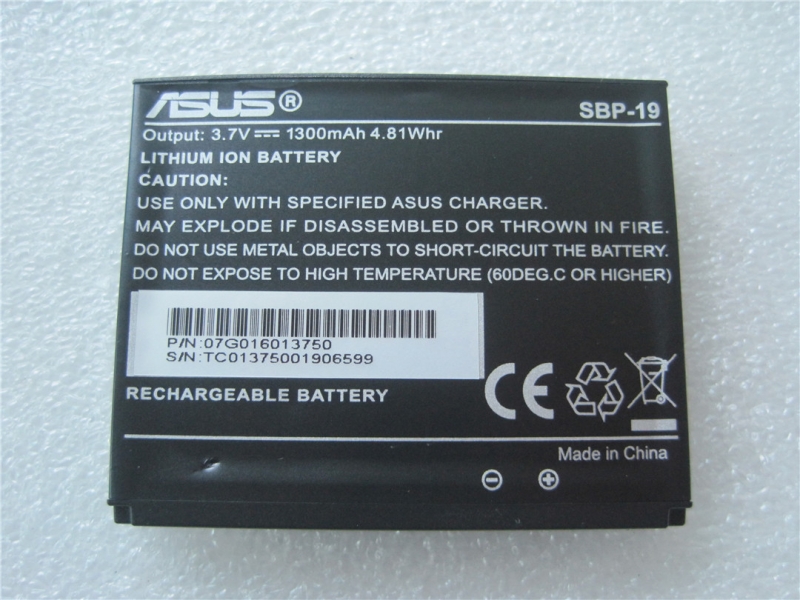 ASUS®
SBP-19
Output: 3.7V⎓ 1300mAh 4.81Whr
LITHIUM ION BATTERY
CAUTION:
USE ONLY WITH SPECIFIED ASUS CHARGER.
MAY EXPLODE IF DISASSEMBLED OR THROWN IN FIRE.
DO NOT USE METAL OBJECTS TO SHORT-CIRCUIT THE BATTERY.
DO NOT EXPOSE TO HIGH TEMPERATURE (60DEG.C OR HIGHER)
P/N:07G016013750
S/N:TC01375001906599
RECHARGEABLE BATTERY
CE
Made in China